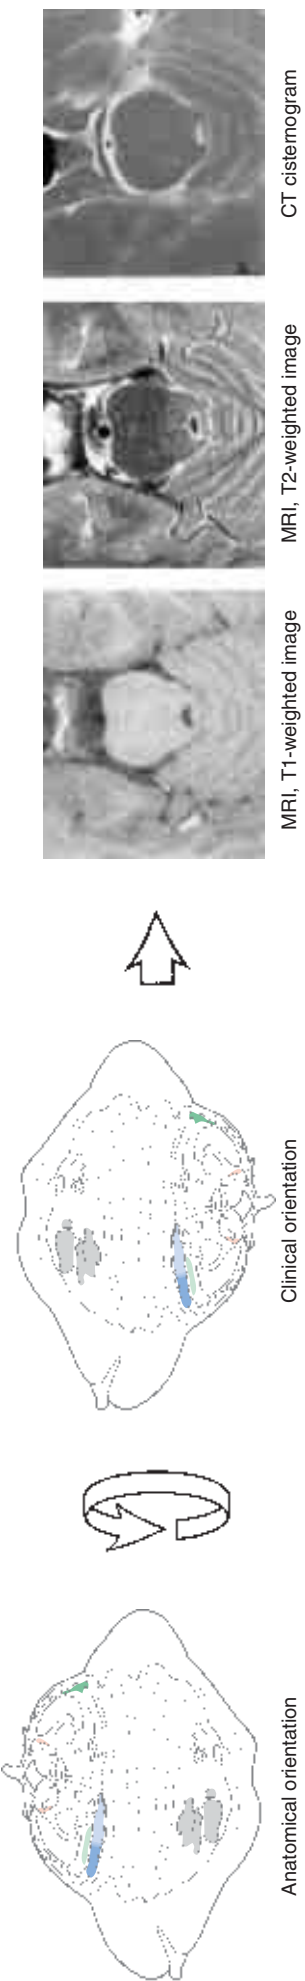 Anatomical orientation
Clinical orientation
MRI, T1-weighted image
MRI, T2-weighted image
CT cisternogram